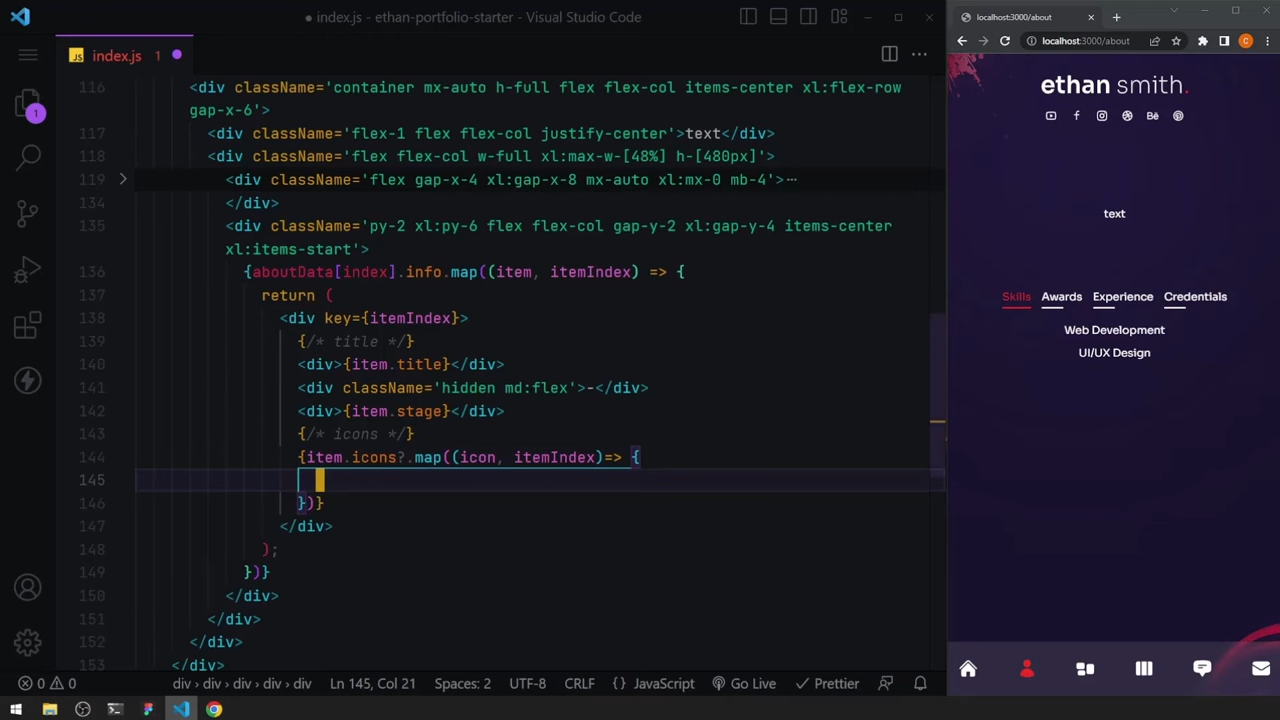 index.js - ethan-portfolio-starter - Visual Studio Code
JS index.js 1
116 <div className='container mx-auto h-full flex flex-col items-center xl:flex-row
gap-x-6'>
117 <div className='flex-1 flex flex-col justify-center'>text</div>
118 <div className='flex flex-col w-full xl:max-w-[48%] h-[480px]'>
119 <div className='flex gap-x-4 xl:gap-x-8 mx-auto xl:mx-0 mb-4'>⋯
134 </div>
135 <div className='py-2 xl:py-6 flex flex-col gap-y-2 xl:gap-y-4 items-center
xl:items-start'>
136 {aboutData[index].info.map((item, itemIndex) => {
137 return (
138 <div key={itemIndex}>
139 {/* title */}
140 <div>{item.title}</div>
141 <div className='hidden md:flex'>-</div>
142 <div>{item.stage}</div>
143 {/* icons */}
144 {item.icons?.map((icon, itemIndex)=> {
145
146 })}
147 </div>
148 );
149 })}
150 </div>
151 </div>
152 </div>
153 </div>
1
0 0
div › div › div › div › div
Ln 145, Col 21
Spaces: 2
UTF-8
CRLF
{} JavaScript
Go Live
Prettier
localhost:3000/about
localhost:3000/about
C
ethan smith.
Bē
text
Skills Awards Experience Credentials
Web Development
UI/UX Design